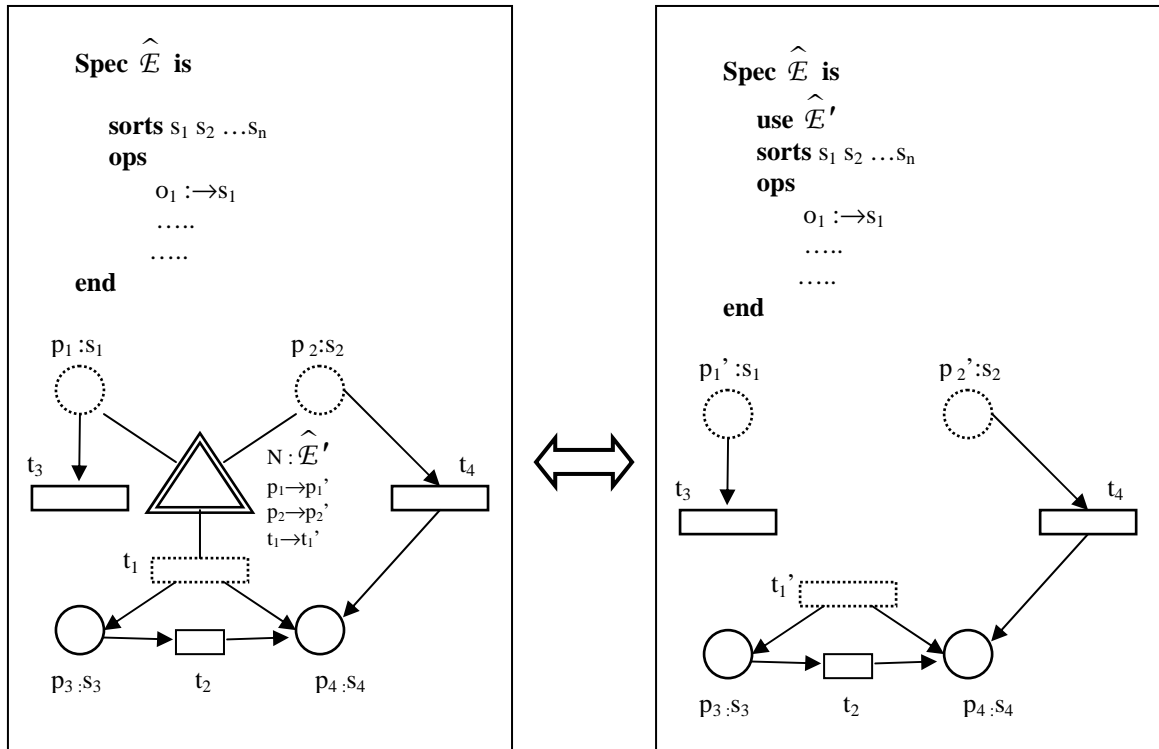 Spec Ê is
sorts s₁ s₂ …sₙ
ops
o₁ :→s₁
…..
…..
end
p₁ :s₁
p ₂:s₂
t₃
N : Ê′
p₁→p₁’
p₂→p₂’
t₁→t₁’
t₄
t₁
p₃ :s₃
t₂
p₄ :s₄
Spec Ê is
use Ê′
sorts s₁ s₂ …sₙ
ops
o₁ :→s₁
…..
…..
end
p₁’ :s₁
p ₂’:s₂
t₃
t₄
t₁’
p₃ :s₃
t₂
p₄ :s₄